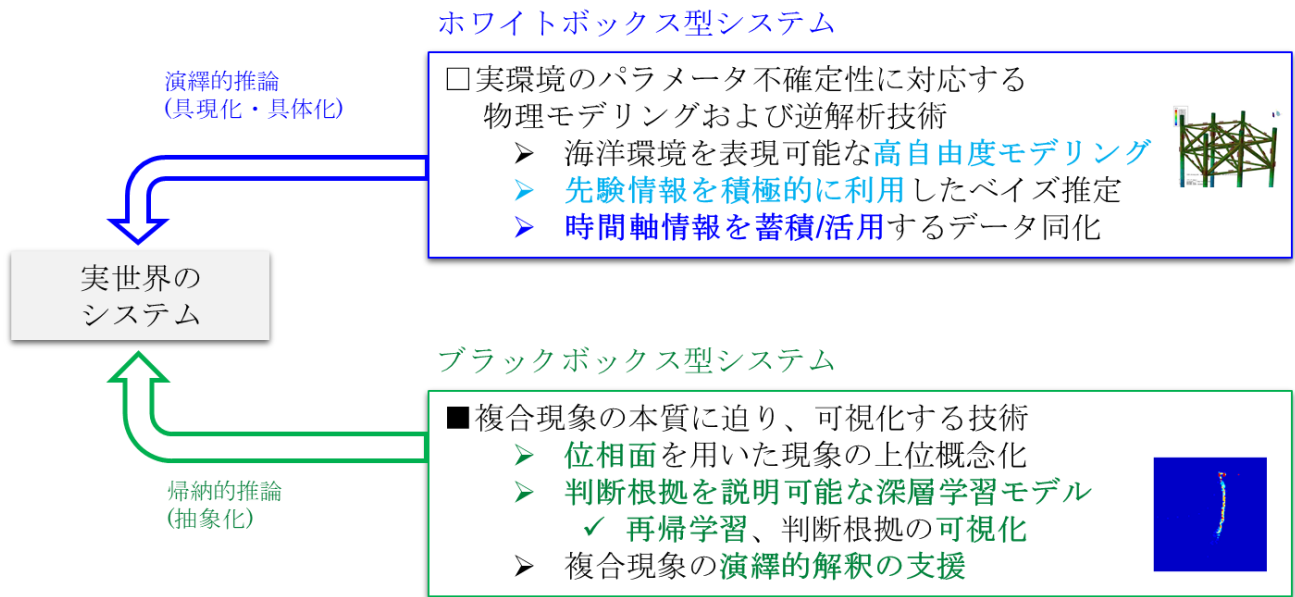 ホワイトボックス型システム
演繹的推論
(具現化・具体化)
□実環境のパラメータ不確定性に対応する
物理モデリングおよび逆解析技術
➢ 海洋環境を表現可能な高自由度モデリング
➢ 先験情報を積極的に利用したベイズ推定
➢ 時間軸情報を蓄積/活用するデータ同化
実世界の
システム
ブラックボックス型システム
■複合現象の本質に迫り、可視化する技術
➢ 位相面を用いた現象の上位概念化
➢ 判断根拠を説明可能な深層学習モデル
✓ 再帰学習、判断根拠の可視化
➢ 複合現象の演繹的解釈の支援
帰納的推論
(抽象化)